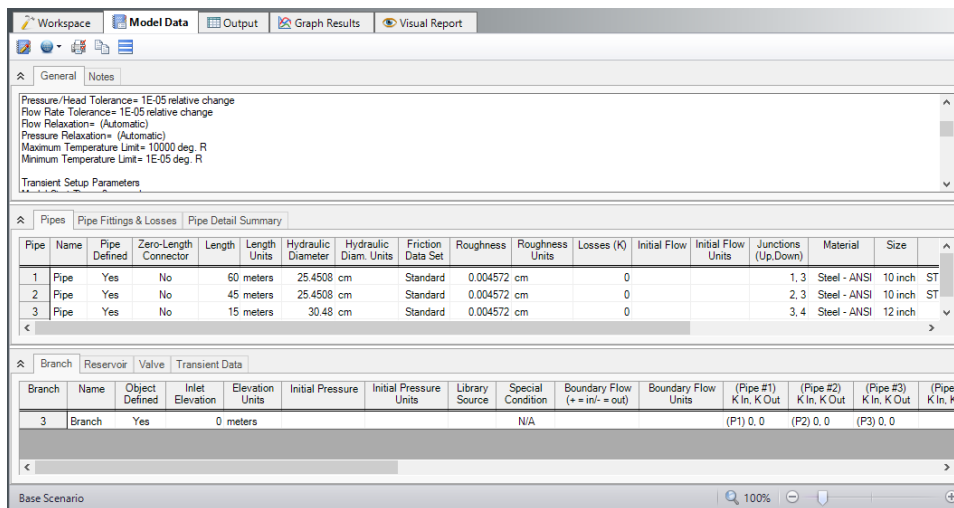 Workspace Model Data Output Graph Results Visual Report
General Notes
Pressure/Head Tolerance= 1E-05 relative change
Flow Rate Tolerance= 1E-05 relative change
Flow Relaxation= (Automatic)
Pressure Relaxation= (Automatic)
Maximum Temperature Limit= 10000 deg. R
Minimum Temperature Limit= 1E-05 deg. R
Transient Setup Parameters
Pipes Pipe Fittings & Losses Pipe Detail Summary
Pipe Name Pipe Defined Zero-Length Connector Length Length Units Hydraulic Diameter Hydraulic Diam. Units Friction Data Set Roughness Roughness Units Losses (K) Initial Flow Initial Flow Units Junctions (Up,Down) Material Size
1 Pipe Yes No 60 meters 25.4508 cm Standard 0.004572 cm 0 1, 3 Steel - ANSI 10 inch ST
2 Pipe Yes No 45 meters 25.4508 cm Standard 0.004572 cm 0 2, 3 Steel - ANSI 10 inch ST
3 Pipe Yes No 15 meters 30.48 cm Standard 0.004572 cm 0 3, 4 Steel - ANSI 12 inch
Branch Reservoir Valve Transient Data
Branch Name Object Defined Inlet Elevation Elevation Units Initial Pressure Initial Pressure Units Library Source Special Condition Boundary Flow (+ = in/- = out) Boundary Flow Units (Pipe #1) K In, K Out (Pipe #2) K In, K Out (Pipe #3) K In, K Out (Pipe K In, K
3 Branch Yes 0 meters N/A (P1) 0, 0 (P2) 0, 0 (P3) 0, 0
Base Scenario 100%